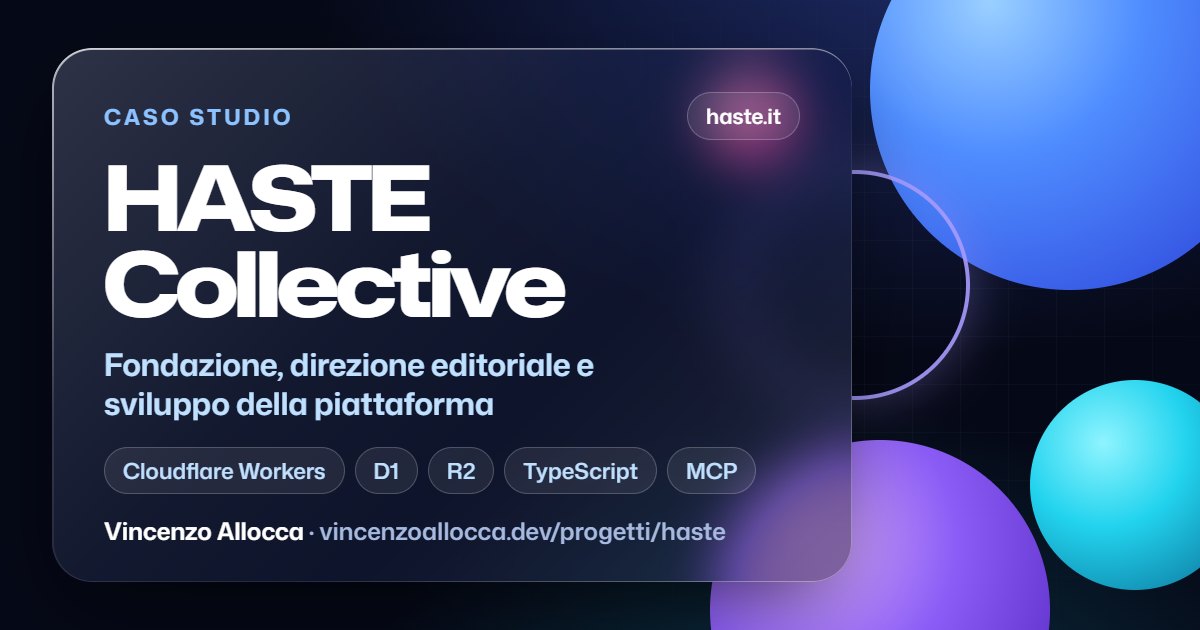 CASO STUDIO
haste.it
HASTE
Collective
Fondazione, direzione editoriale e
sviluppo della piattaforma
Cloudflare Workers D1 R2 TypeScript MCP
Vincenzo Allocca · vincenzoallocca.dev/progetti/haste